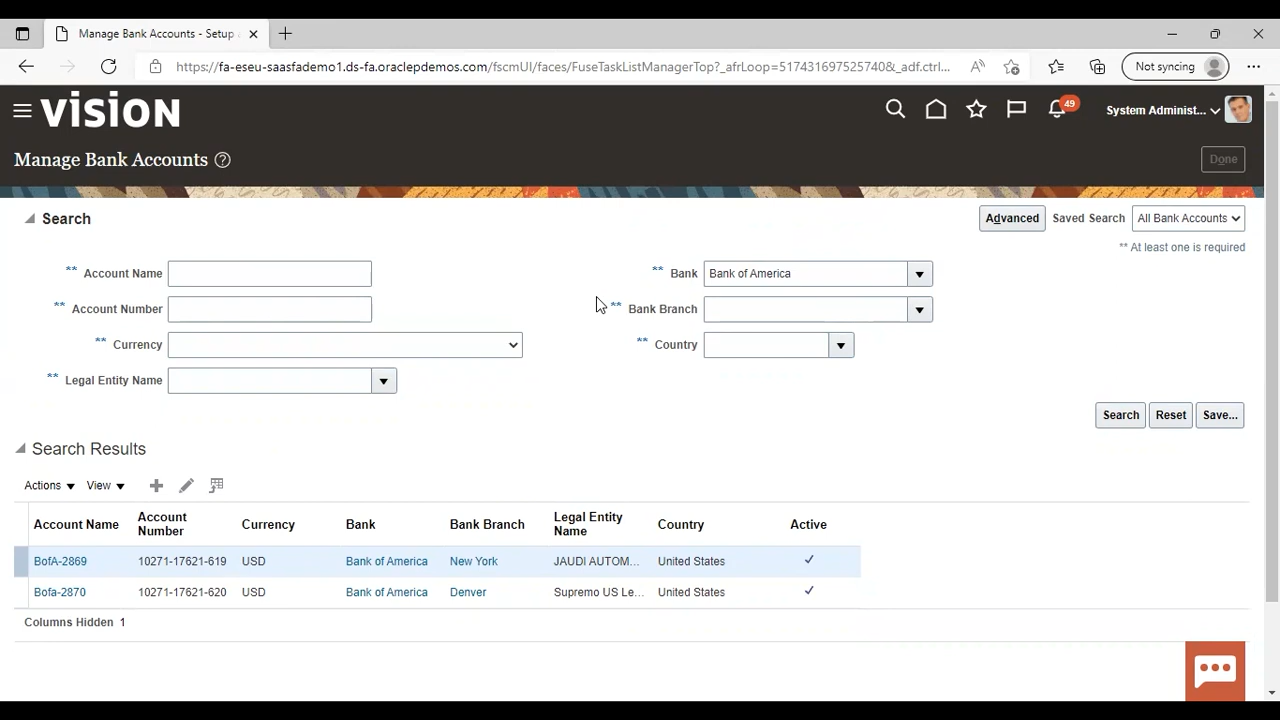 Manage Bank Accounts - Setup
https://fa-eseu-saasfademo1.ds-fa.oraclepdemos.com/fscmUI/faces/FuseTaskListManagerTop?_afrLoop=517431697525740&_adf.ctrl...
Not syncing
VISION
49
System Administ...
Manage Bank Accounts
Done
Search
Advanced Saved Search All Bank Accounts
** At least one is required
** Account Name
** Bank Bank of America
** Account Number
** Bank Branch
** Currency
** Country
** Legal Entity Name
Search Reset Save...
Search Results
Actions View
Account Name Account Number Currency Bank Bank Branch Legal Entity Name Country Active
BofA-2869 10271-17621-619 USD Bank of America New York JAUDI AUTOM... United States
Bofa-2870 10271-17621-620 USD Bank of America Denver Supremo US Le... United States
Columns Hidden 1